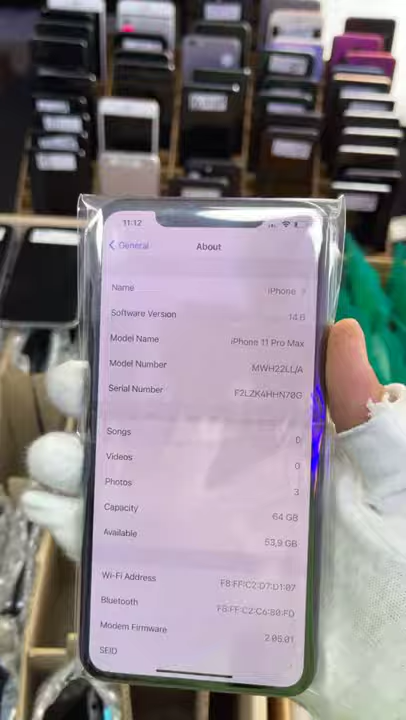 11:12
General
About
Name iPhone
Software Version 14.6
Model Name iPhone 11 Pro Max
Model Number MWH22LL/A
Serial Number F2LZK4HHN70G
Songs 0
Videos 0
Photos 3
Capacity 64 GB
Available 53,9 GB
Wi-Fi Address F8:FF:C2:D7:D1:07
Bluetooth F8:FF:C2:C6:80:FD
Modem Firmware 2.05.01
SEID